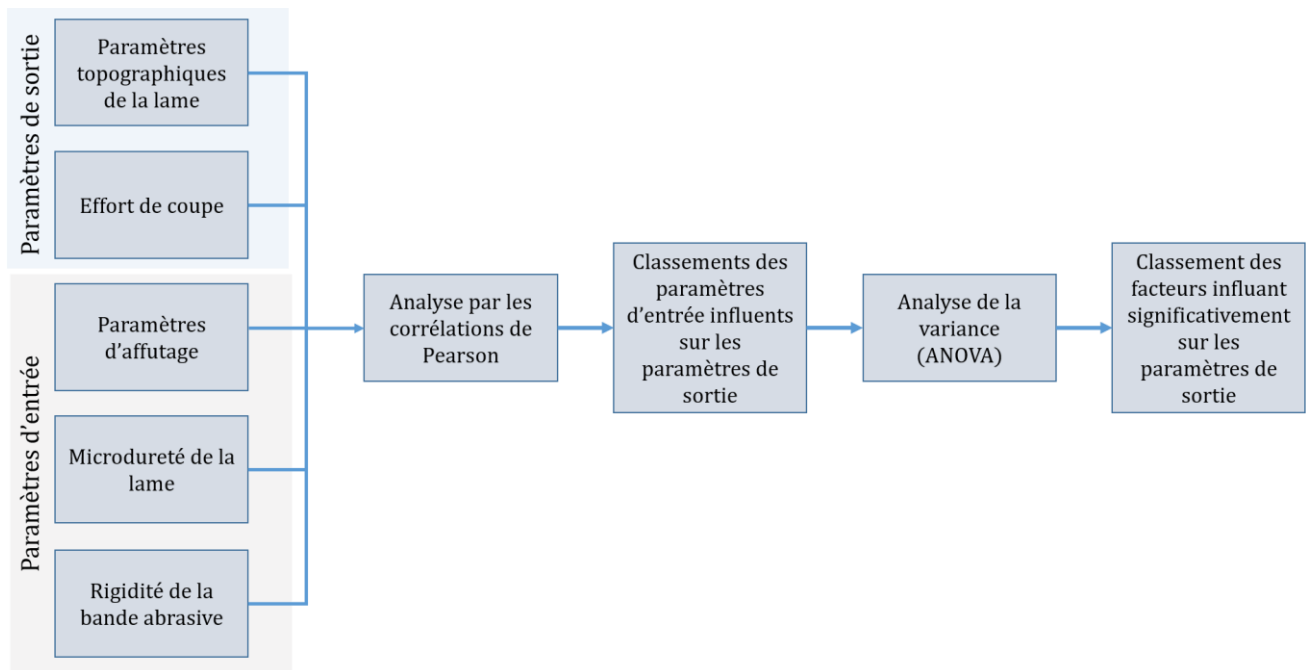 Paramètres de sortie
Paramètres
topographiques
de la lame
Effort de coupe
Paramètres d'entrée
Paramètres
d'affutage
Microdureté de la
lame
Rigidité de la
bande abrasive
Analyse par les
corrélations de
Pearson
Classements des
paramètres
d'entrée influents
sur les
paramètres de
sortie
Analyse de la
variance
(ANOVA)
Classement des
facteurs influant
significativement
sur les
paramètres de
sortie